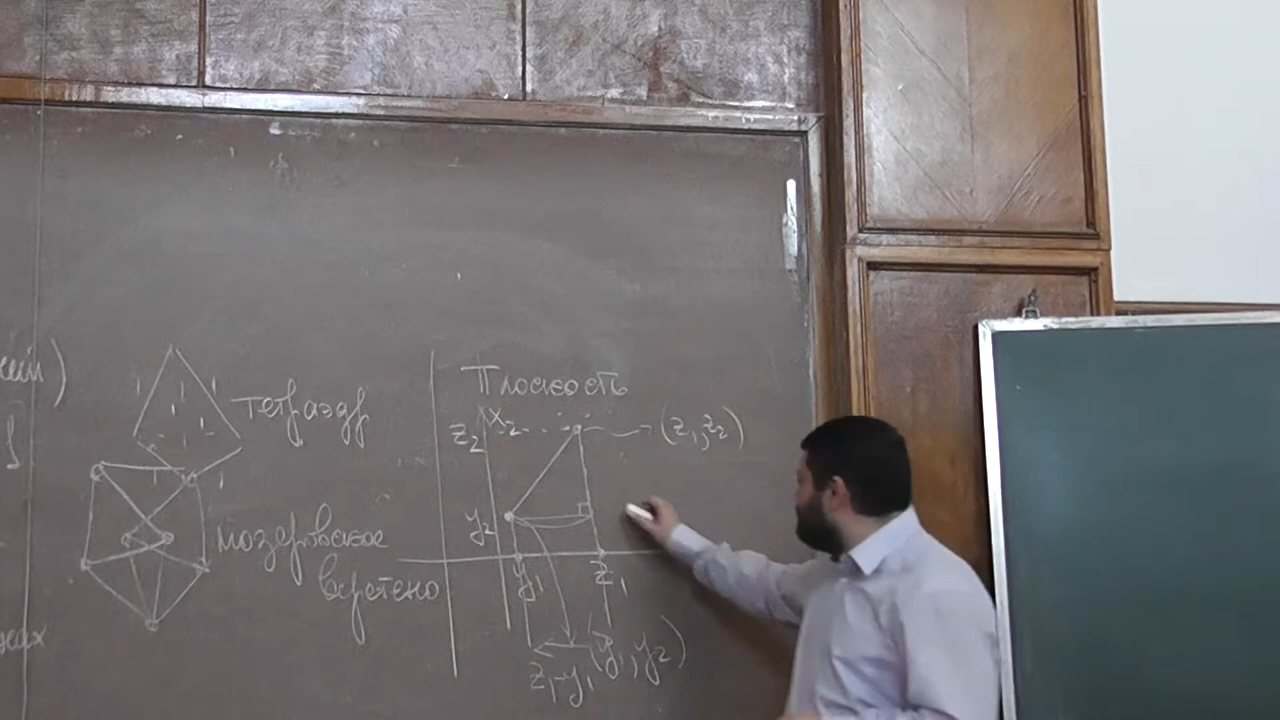 тетраэдр
мозеровское
веретено
Плоскость
x₂
z₂
(z₁, z₂)
y₂
y₁
z₁
(y₁, y₂)
z₁-y₁